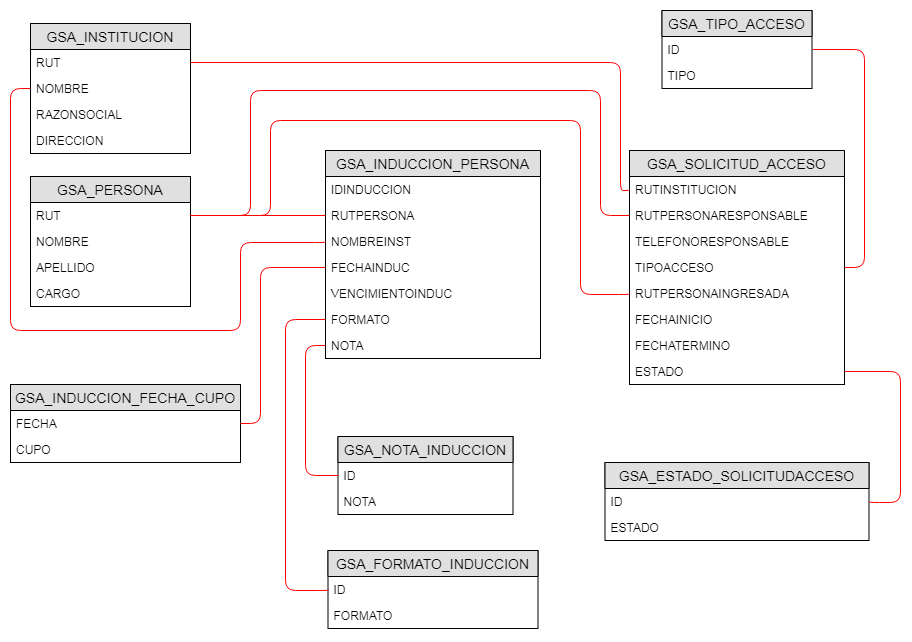 GSA_INSTITUCION
RUT
NOMBRE
RAZONSOCIAL
DIRECCION
GSA_PERSONA
RUT
NOMBRE
APELLIDO
CARGO
GSA_INDUCCION_FECHA_CUPO
FECHA
CUPO
GSA_INDUCCION_PERSONA
IDINDUCCION
RUTPERSONA
NOMBREINST
FECHAINDUC
VENCIMIENTOINDUC
FORMATO
NOTA
GSA_NOTA_INDUCCION
ID
NOTA
GSA_FORMATO_INDUCCION
ID
FORMATO
GSA_TIPO_ACCESO
ID
TIPO
GSA_SOLICITUD_ACCESO
RUTINSTITUCION
RUTPERSONARESPONSABLE
TELEFONORESPONSABLE
TIPOACCESO
RUTPERSONAINGRESADA
FECHAINICIO
FECHATERMINO
ESTADO
GSA_ESTADO_SOLICITUDACCESO
ID
ESTADO